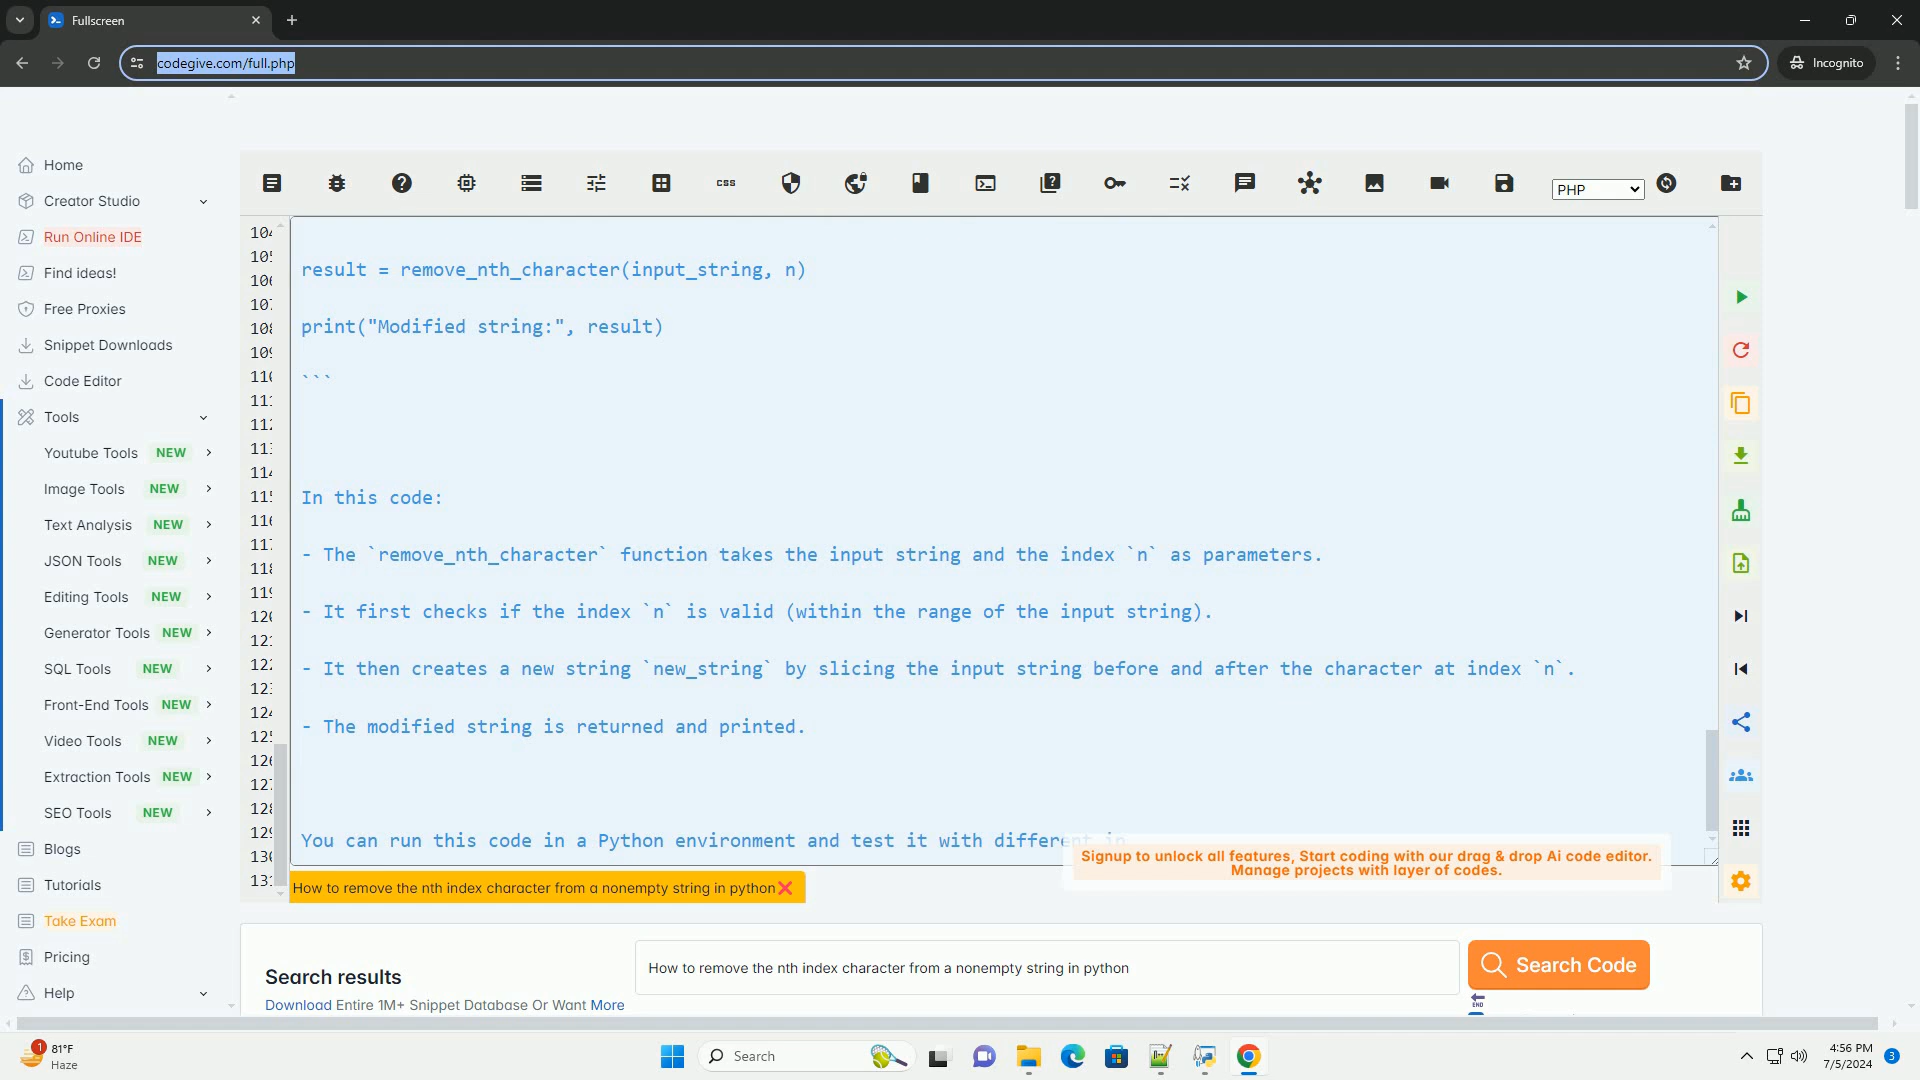 Fullscreen
codegive.com/full.php
Incognito
Home
Creator Studio
Run Online IDE
Find ideas!
Free Proxies
Snippet Downloads
Code Editor
Tools
Youtube Tools NEW
Image Tools NEW
Text Analysis NEW
JSON Tools NEW
Editing Tools NEW
Generator Tools NEW
SQL Tools NEW
Front-End Tools NEW
Video Tools NEW
Extraction Tools NEW
SEO Tools NEW
Blogs
Tutorials
Take Exam
Pricing
Help
CSS
PHP
result = remove_nth_character(input_string, n)
print("Modified string:", result)
```
In this code:
- The `remove_nth_character` function takes the input string and the index `n` as parameters.
- It first checks if the index `n` is valid (within the range of the input string).
- It then creates a new string `new_string` by slicing the input string before and after the character at index `n`.
- The modified string is returned and printed.
You can run this code in a Python environment and test it with different in
Signup to unlock all features, Start coding with our drag & drop Ai code editor.
Manage projects with layer of codes.
How to remove the nth index character from a nonempty string in python
Search results
How to remove the nth index character from a nonempty string in python
Search Code
Download Entire 1M+ Snippet Database Or Want More
END
1
81°F
Haze
Search
4:56 PM
7/5/2024
3